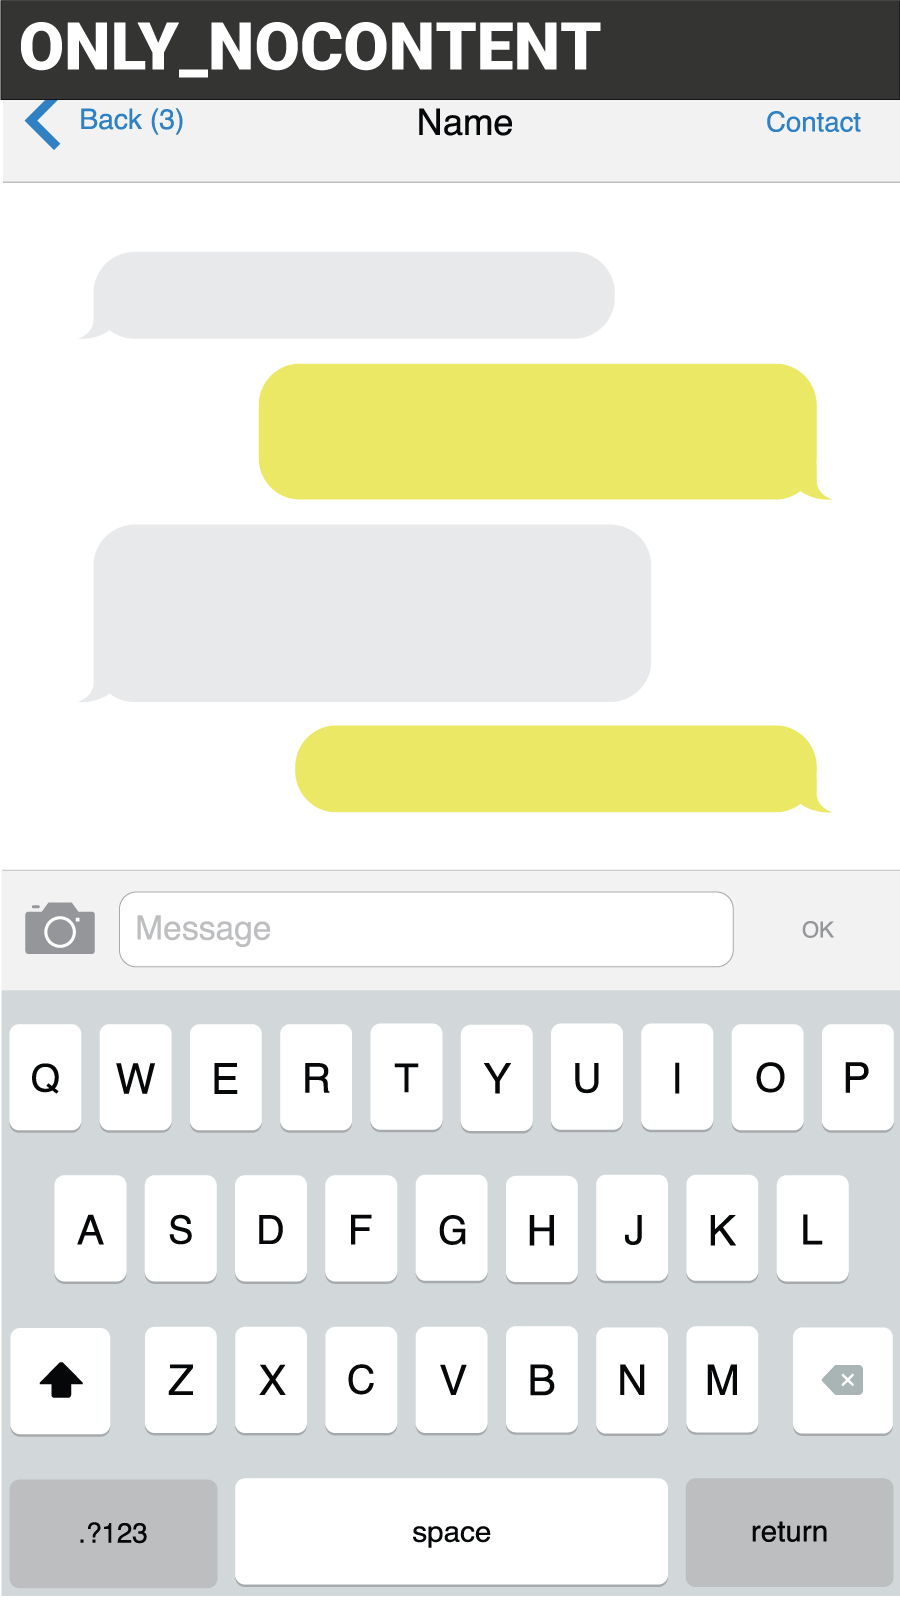 ONLY_NOCONTENT
Back (3) Name Contact
Message OK
Q W E R T Y U I O P
A S D F G H J K L
Z X C V B N M
.?123 space return